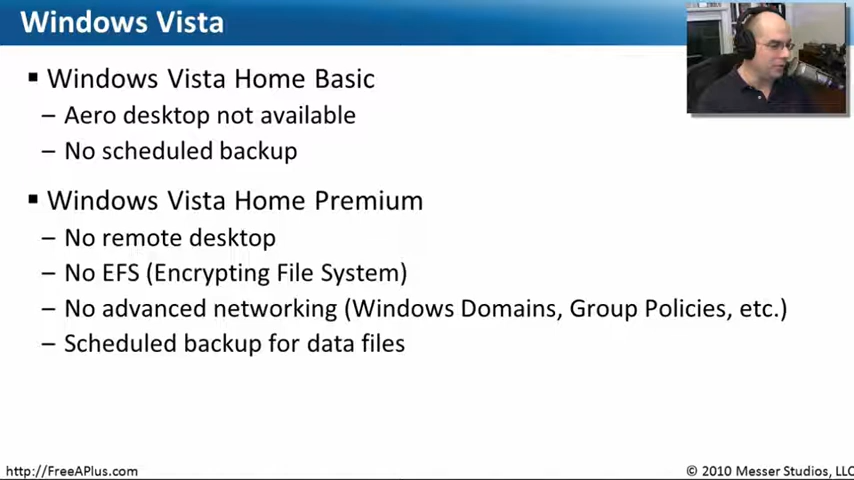 Windows Vista
▪ Windows Vista Home Basic
– Aero desktop not available
– No scheduled backup
▪ Windows Vista Home Premium
– No remote desktop
– No EFS (Encrypting File System)
– No advanced networking (Windows Domains, Group Policies, etc.)
– Scheduled backup for data files
http://FreeAPlus.com
© 2010 Messer Studios, LLC